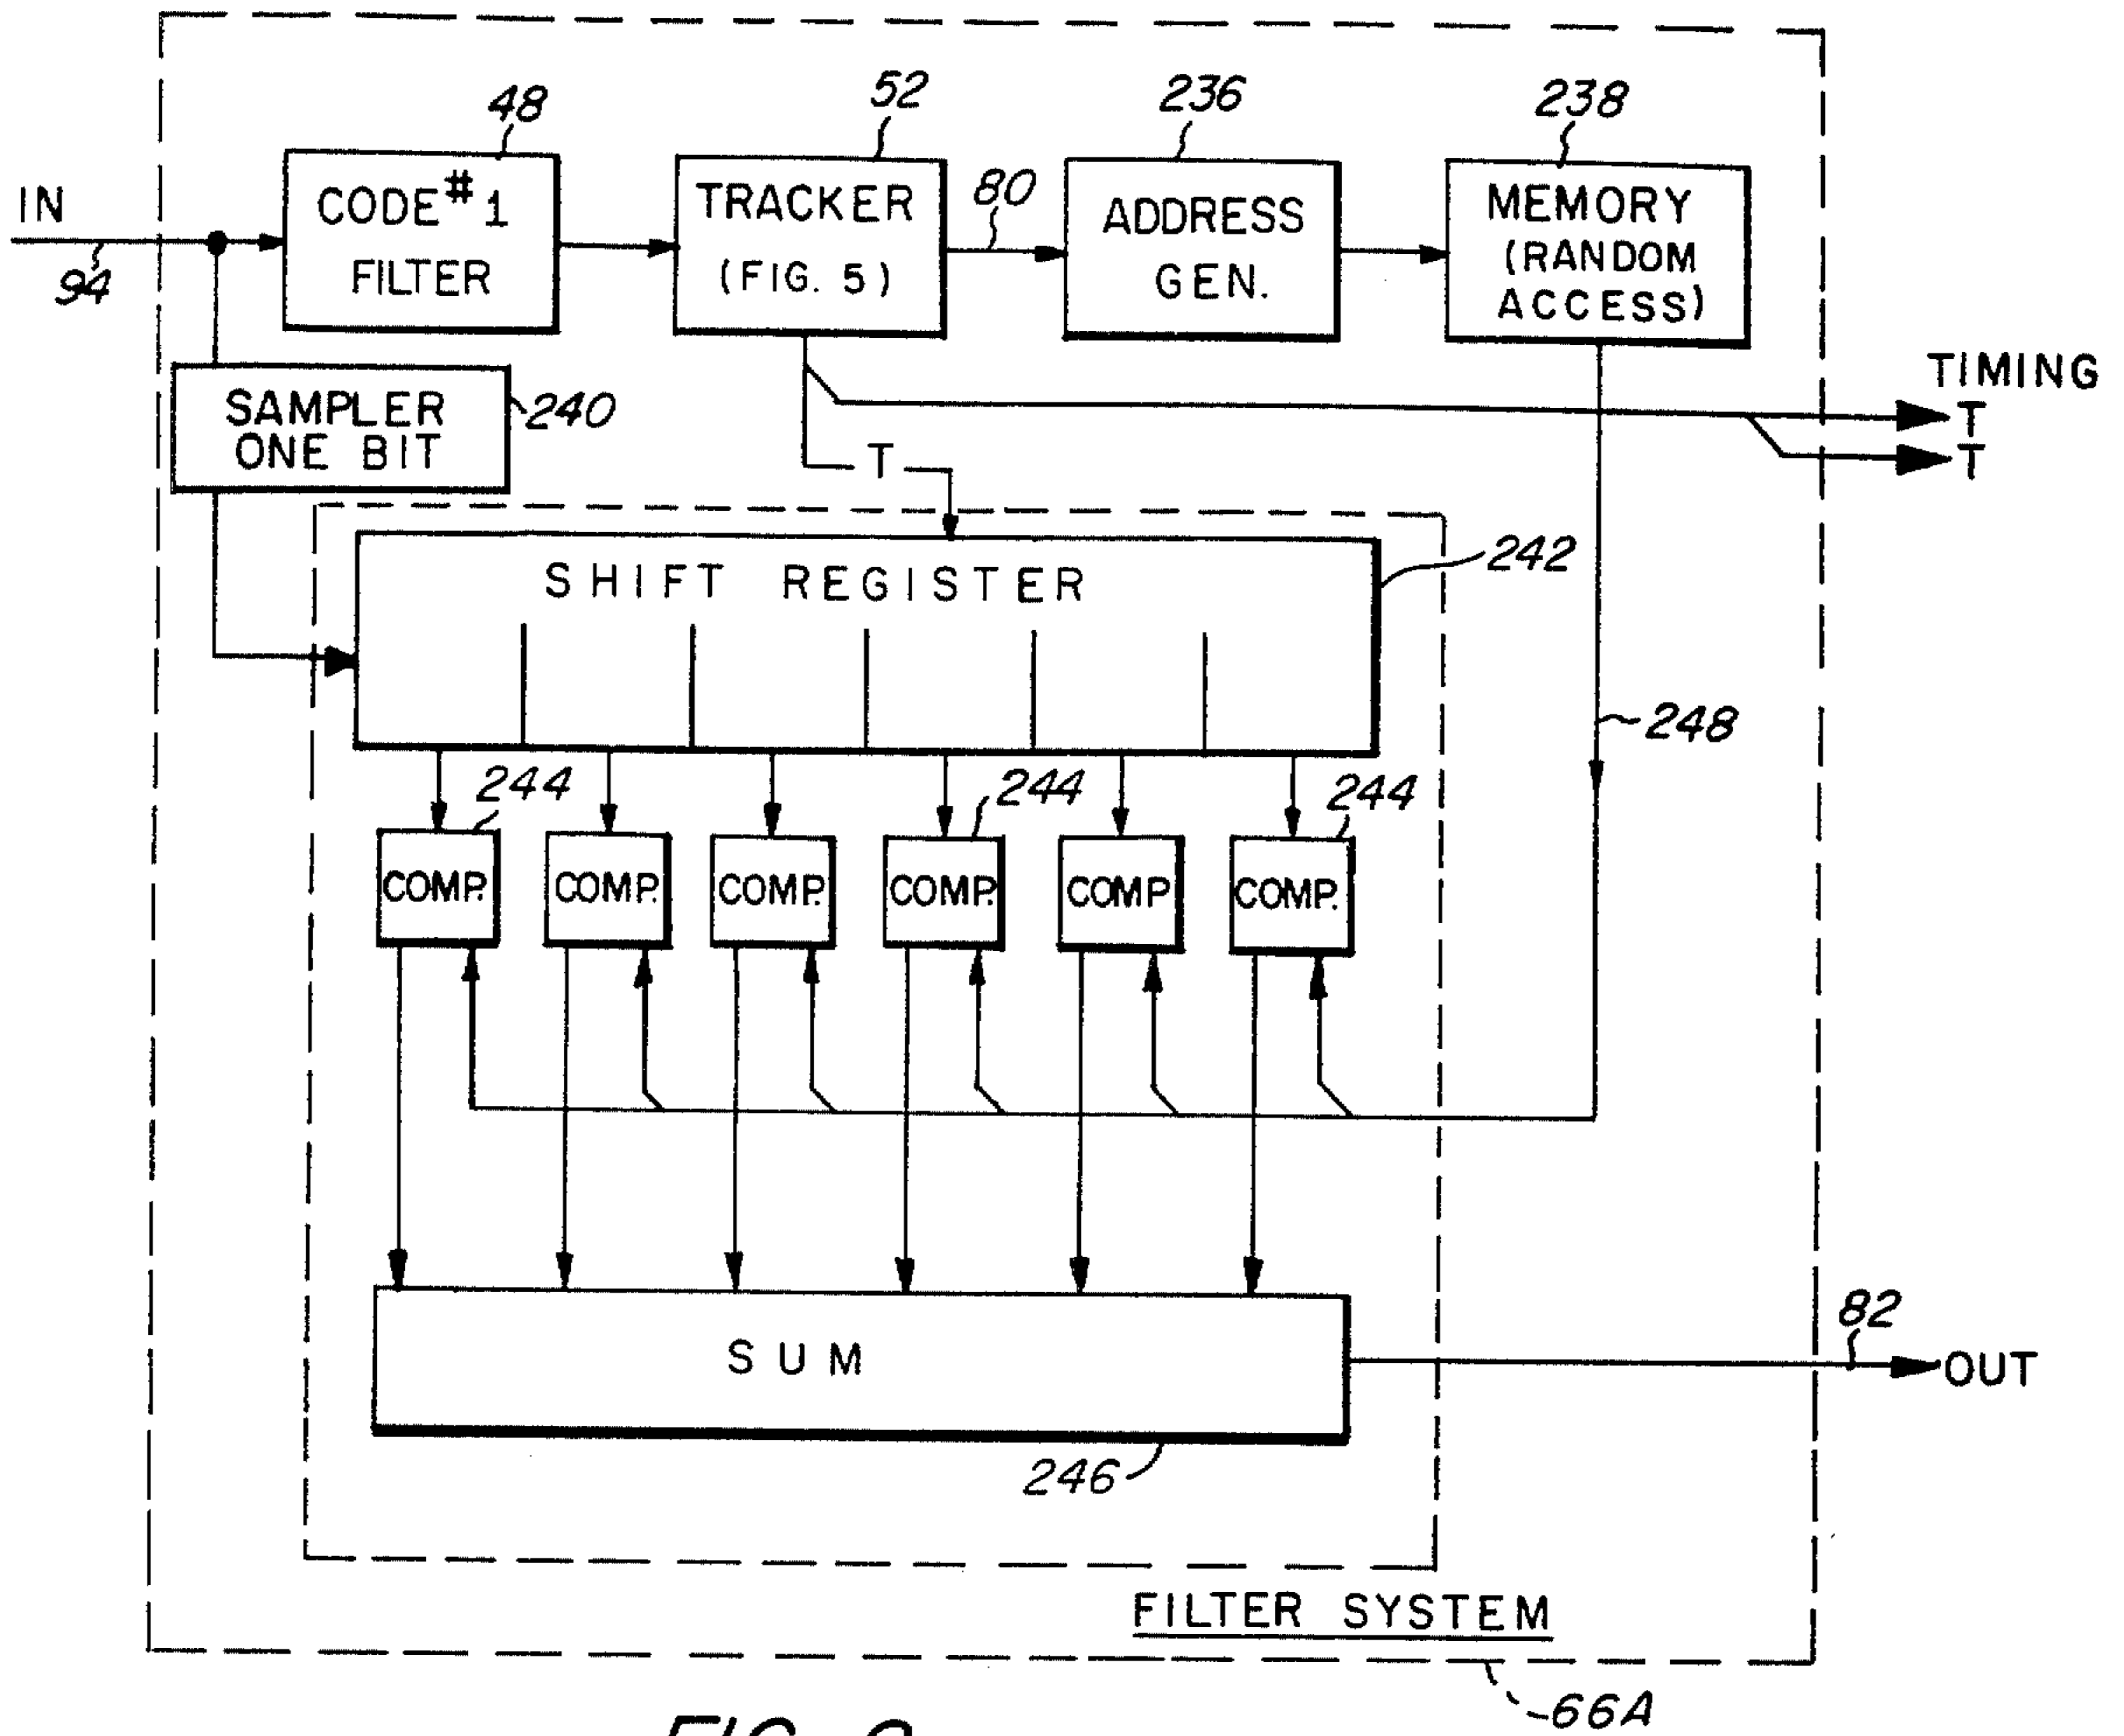 48
52
236
238
IN
94
CODE #1
FILTER
TRACKER
(FIG. 5)
80
ADDRESS
GEN.
MEMORY
(RANDOM
ACCESS)
SAMPLER
ONE BIT
240
TIMING
T
T
T
SHIFT REGISTER
242
248
244
244
244
COMP.
COMP.
COMP.
COMP.
COMP
COMP.
SUM
82
OUT
246
FILTER SYSTEM
66A